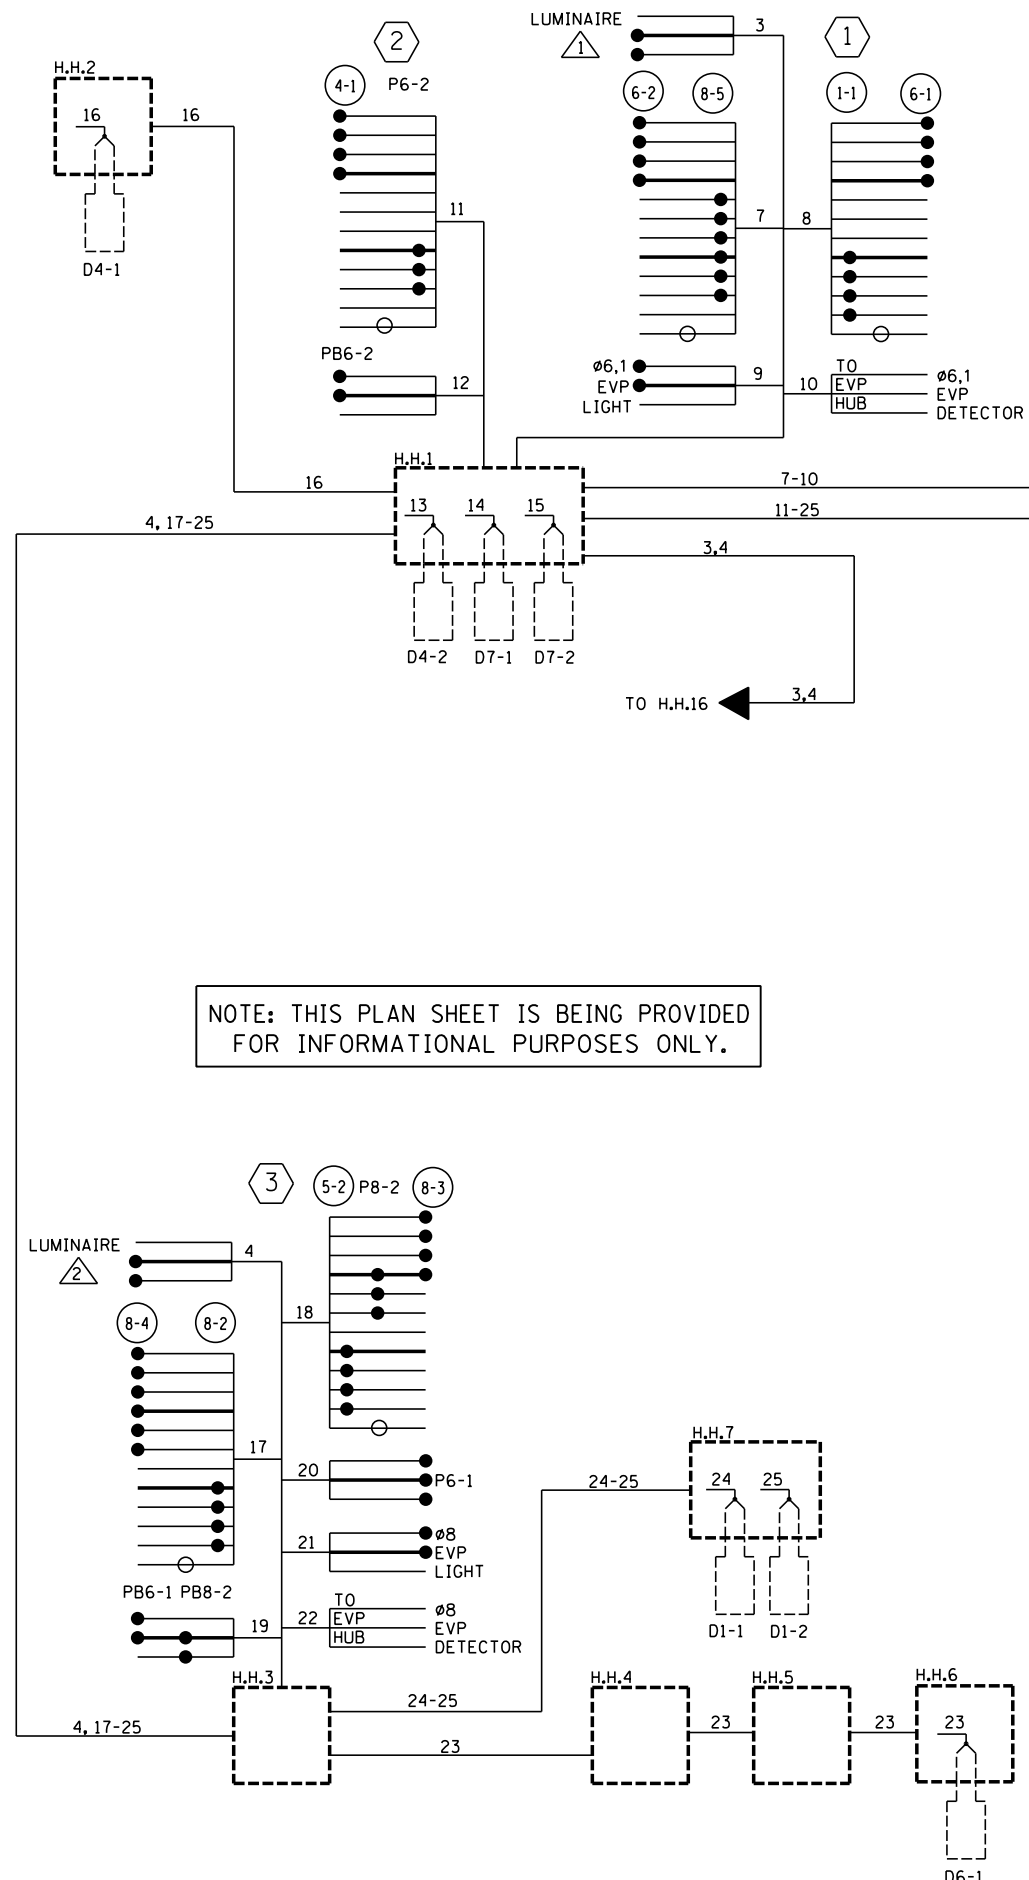 LUMINAIRE
1
3
1
2
4-1
P6-2
6-2
8-5
1-1
6-1
H.H.2
16
16
D4-1
11
7
8
PB6-2
12
ø6,1
EVP
LIGHT
9
10
TO
EVP
HUB
ø6,1
EVP
DETECTOR
H.H.1
16
13
14
15
7-10
11-25
4, 17-25
3,4
D4-2
D7-1
D7-2
TO H.H.16
3,4
NOTE: THIS PLAN SHEET IS BEING PROVIDED
FOR INFORMATIONAL PURPOSES ONLY.
3
5-2
P8-2
8-3
LUMINAIRE
2
4
18
8-4
8-2
17
20
P6-1
21
ø8
EVP
LIGHT
PB6-1 PB8-2
19
22
TO
EVP
HUB
ø8
EVP
DETECTOR
H.H.7
24-25
24
25
D1-1
D1-2
H.H.3
24-25
4, 17-25
23
H.H.4
23
H.H.5
23
H.H.6
23
D6-1